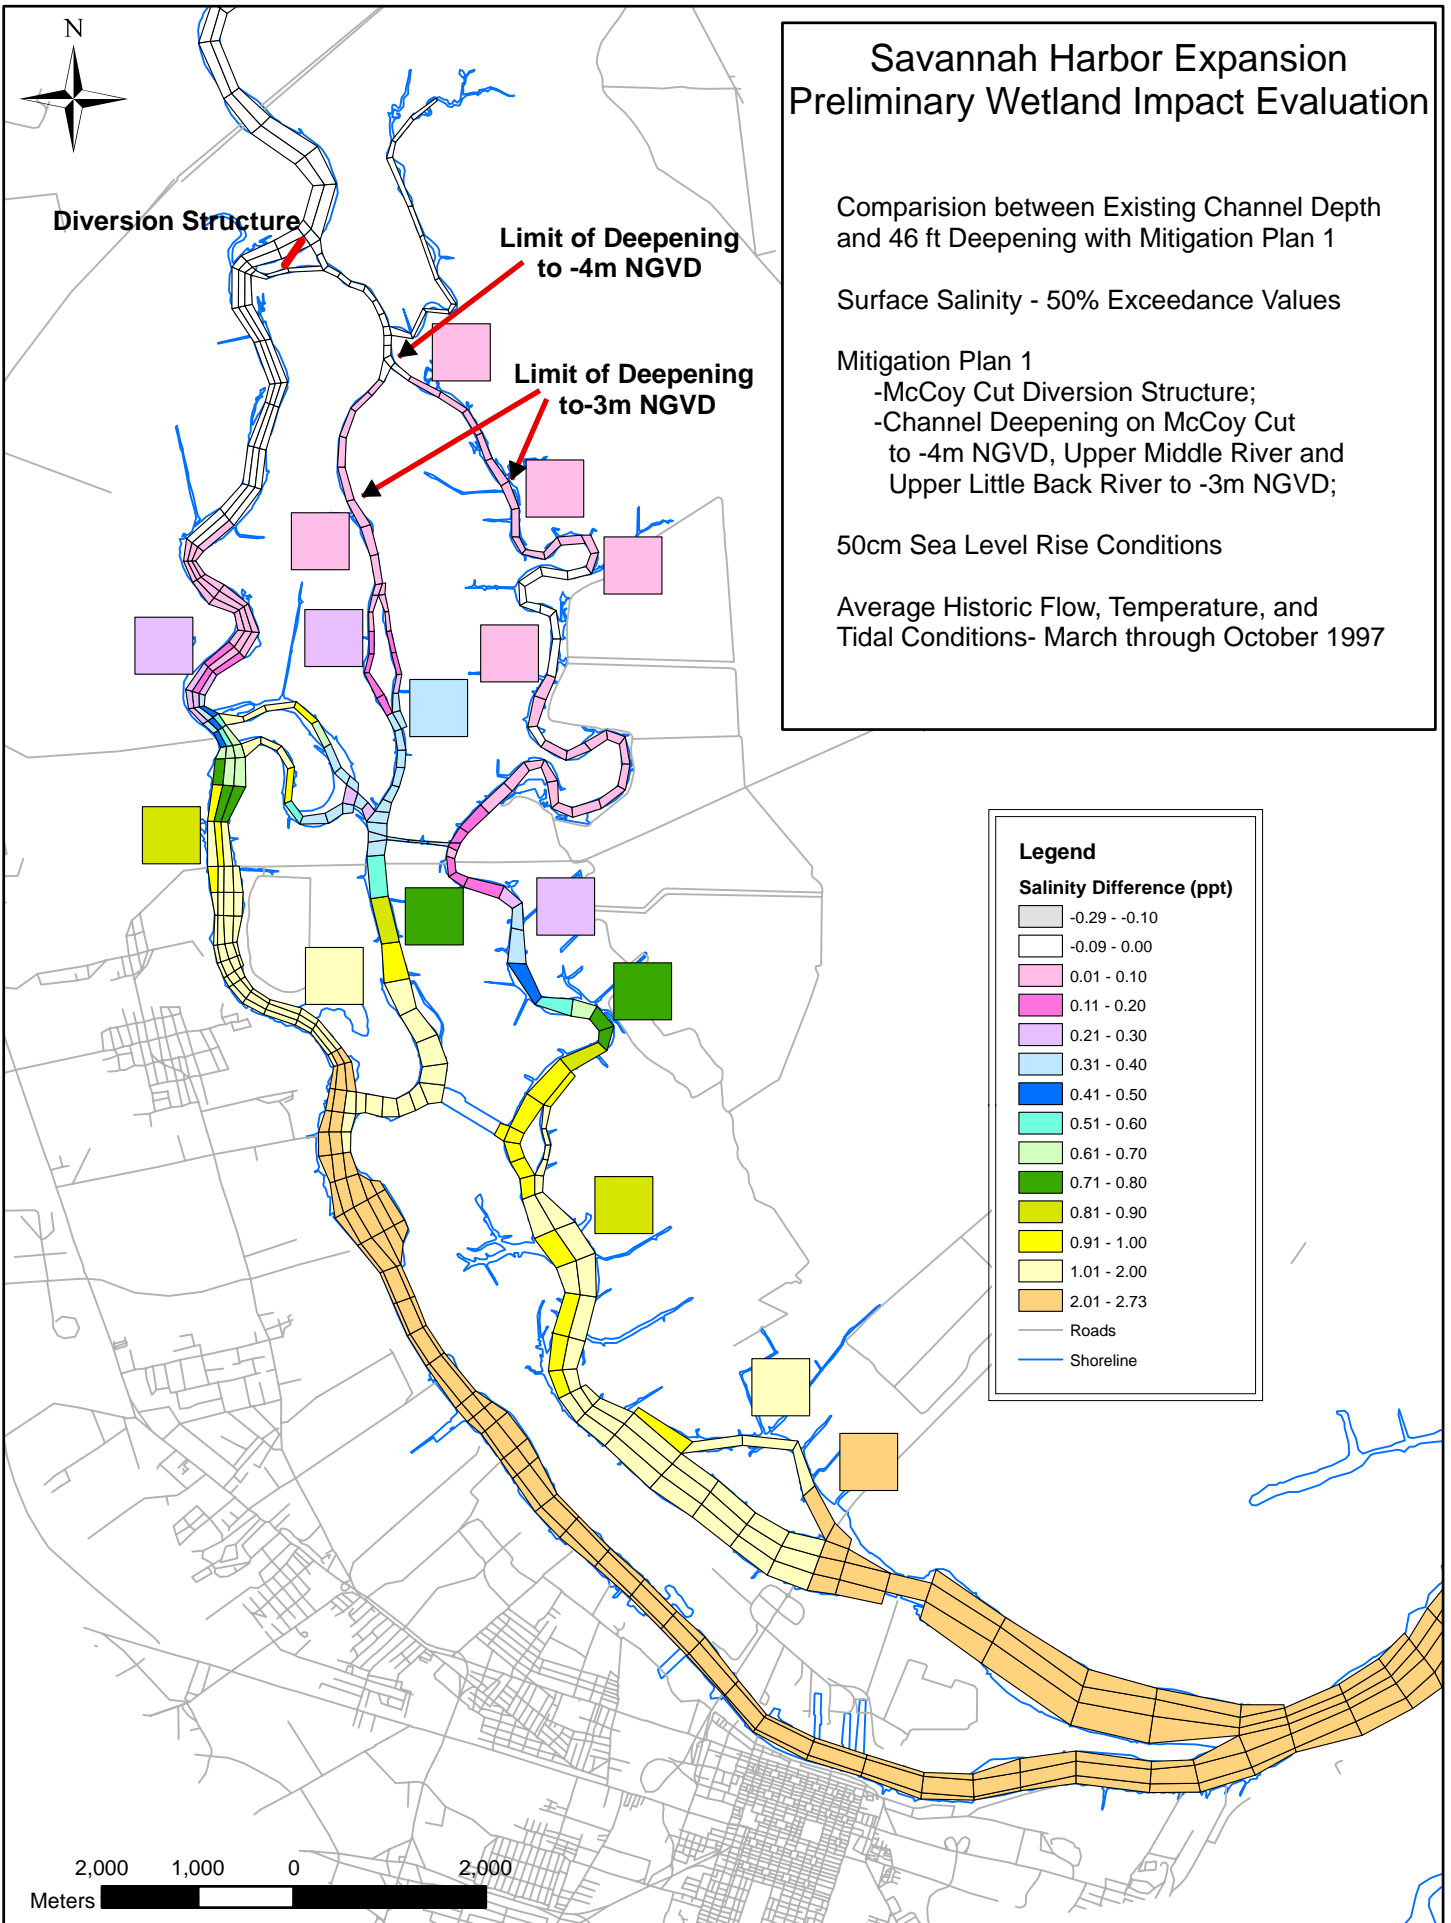 N
Savannah Harbor Expansion
Preliminary Wetland Impact Evaluation
Comparision between Existing Channel Depth
and 46 ft Deepening with Mitigation Plan 1
Surface Salinity - 50% Exceedance Values
Mitigation Plan 1
-McCoy Cut Diversion Structure;
-Channel Deepening on McCoy Cut
to -4m NGVD, Upper Middle River and
Upper Little Back River to -3m NGVD;
50cm Sea Level Rise Conditions
Average Historic Flow, Temperature, and
Tidal Conditions- March through October 1997
Diversion Structure
Limit of Deepening
to -4m NGVD
Limit of Deepening
to-3m NGVD
Legend
Salinity Difference (ppt)
-0.29 - -0.10
-0.09 - 0.00
0.01 - 0.10
0.11 - 0.20
0.21 - 0.30
0.31 - 0.40
0.41 - 0.50
0.51 - 0.60
0.61 - 0.70
0.71 - 0.80
0.81 - 0.90
0.91 - 1.00
1.01 - 2.00
2.01 - 2.73
Roads
Shoreline
2,000 1,000 0 2,000
Meters